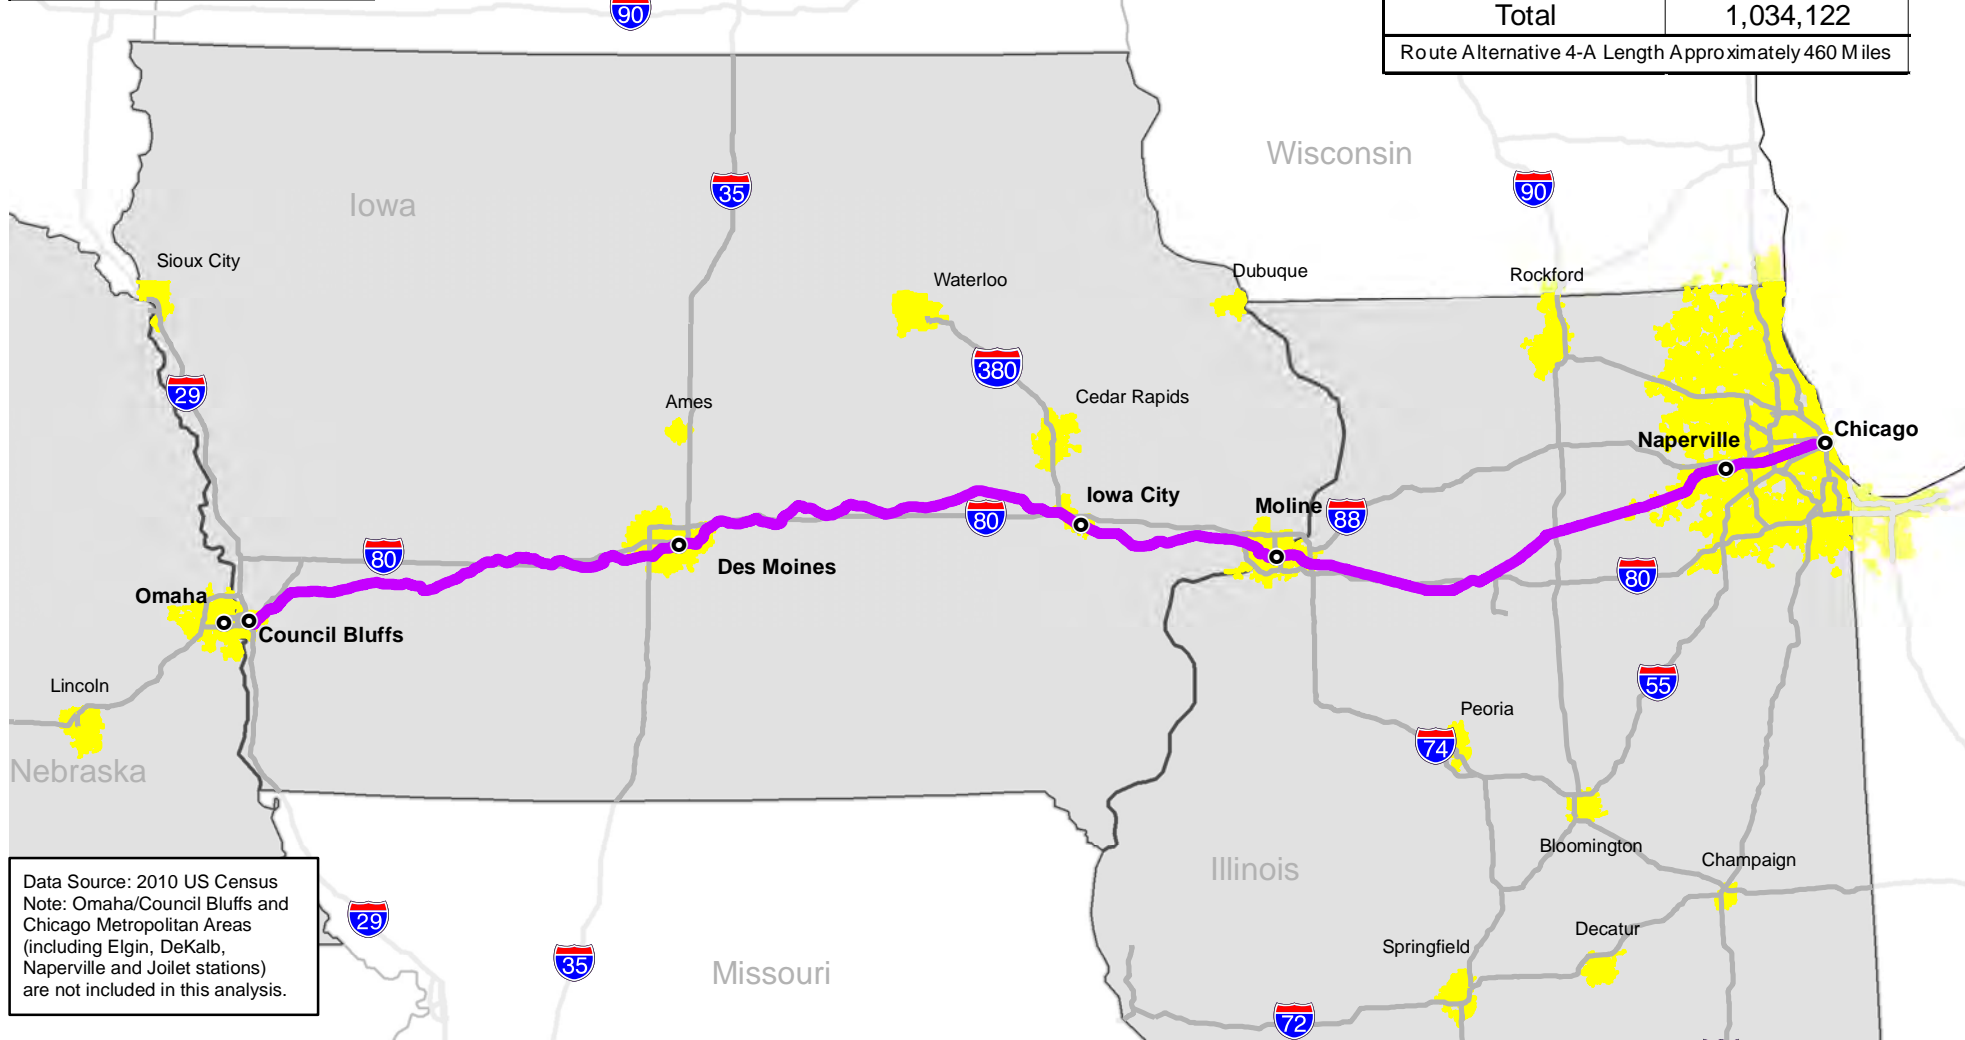 90
Total 1,034,122
Route Alternative 4-A Length Approximately 460 Miles
Wisconsin
35
90
Iowa
Sioux City
Dubuque
Rockford
Waterloo
380
29
Ames
Cedar Rapids
Chicago
Naperville
Iowa City
Moline
88
80
80
Des Moines
80
Omaha
Council Bluffs
Lincoln
55
Peoria
74
Nebraska
Bloomington
Champaign
Illinois
Data Source: 2010 US Census
Note: Omaha/Council Bluffs and
Chicago Metropolitan Areas
(including Elgin, DeKalb,
Naperville and Joilet stations)
are not included in this analysis.
29
Decatur
Springfield
35
Missouri
72